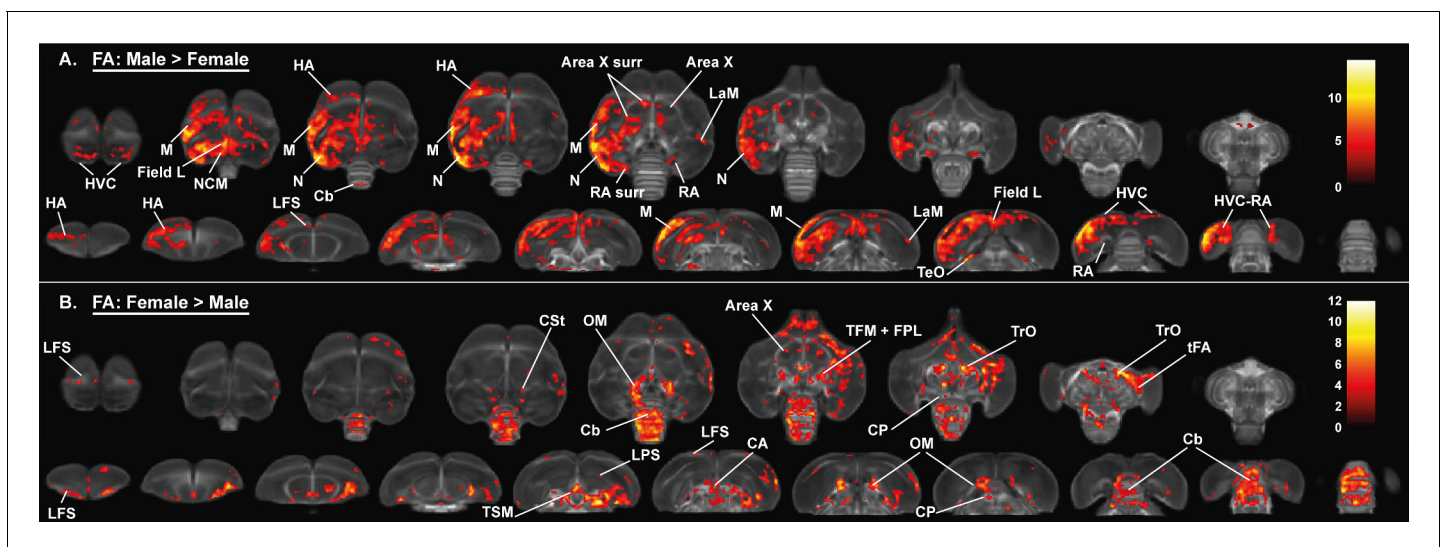 A. FA: Male > Female
HA HA Area X surr Area X
LaM
10
M M M M
5
N N N N
Field L
HVC NCM Cb RA surr RA
0
HA HA LFS M M LaM Field L HVC HVC-RA
TeO RA
B. FA: Female > Male
12
LFS CSt OM Area X TFM + FPL TrO TrO
10
tFA
8
6
4
Cb CP CP
2
0
LFS CA OM Cb
LPS
LFS TSM CP